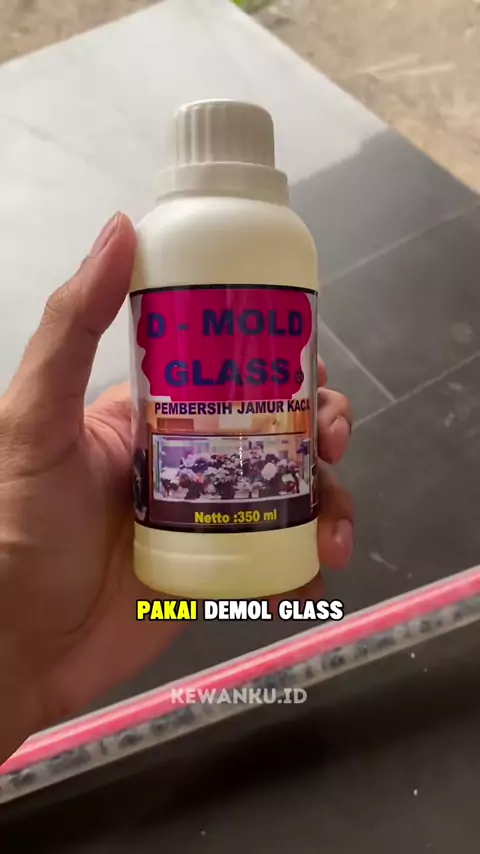 D - MOLD
GLASS
PEMBERSIH JAMUR KACA
Netto :350 ml
PAKAI DEMOL GLASS
KEWANKU.ID